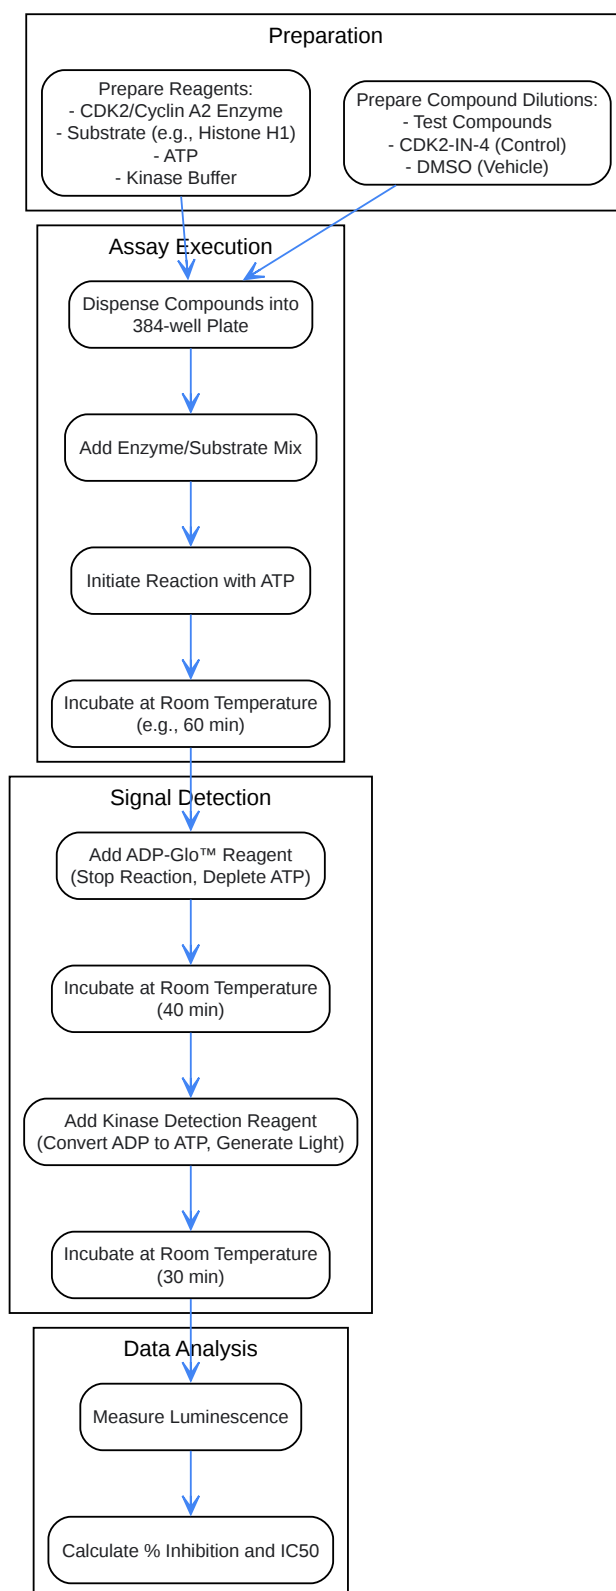 Preparation
Prepare Reagents:
- CDK2/Cyclin A2 Enzyme
- Substrate (e.g., Histone H1)
- ATP
- Kinase Buffer
Prepare Compound Dilutions:
- Test Compounds
- CDK2-IN-4 (Control)
- DMSO (Vehicle)
Assay Execution
Dispense Compounds into
384-well Plate
Add Enzyme/Substrate Mix
Initiate Reaction with ATP
Incubate at Room Temperature
(e.g., 60 min)
Signal Detection
Add ADP-Glo™ Reagent
(Stop Reaction, Deplete ATP)
Incubate at Room Temperature
(40 min)
Add Kinase Detection Reagent
(Convert ADP to ATP, Generate Light)
Incubate at Room Temperature
(30 min)
Data Analysis
Measure Luminescence
Calculate % Inhibition and IC50